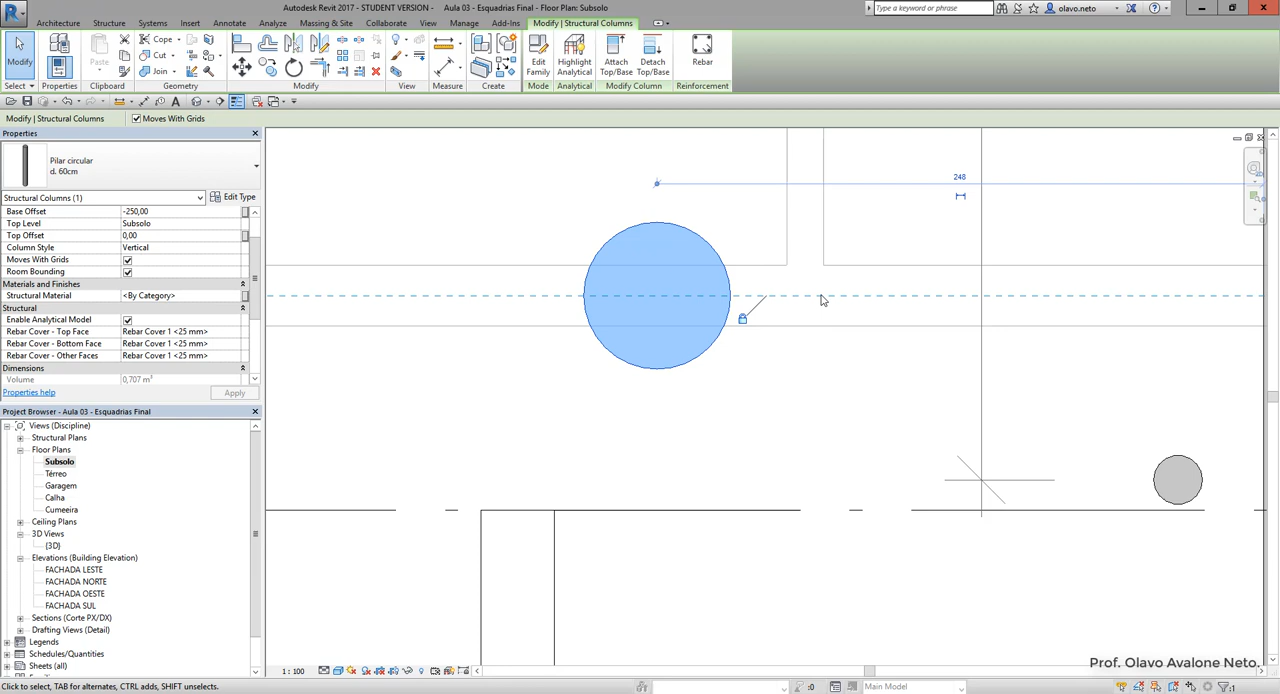 Autodesk Revit 2017 - STUDENT VERSION - Aula 03 - Esquadrias Final - Floor Plan: Subsolo
Type a keyword or phrase
olavo.neto
Architecture Structure Systems Insert Annotate Analyze Massing & Site Collaborate View Manage Add-Ins Modify | Structural Columns
Modify
Paste
Cope
Cut
Join
Edit Family
Highlight Analytical
Attach Top/Base
Detach Top/Base
Rebar
Select Properties Clipboard Geometry Modify View Measure Create Mode Analytical Modify Column Reinforcement
Modify | Structural Columns Moves With Grids
Properties
Pilar circular
d. 60cm
Structural Columns (1) Edit Type
Base Offset -250,00
Top Level Subsolo
Top Offset 0,00
Column Style Vertical
Moves With Grids
Room Bounding
Materials and Finishes
Structural Material <By Category>
Structural
Enable Analytical Model
Rebar Cover - Top Face Rebar Cover 1 <25 mm>
Rebar Cover - Bottom Face Rebar Cover 1 <25 mm>
Rebar Cover - Other Faces Rebar Cover 1 <25 mm>
Dimensions
Volume 0,707 m³
Properties help Apply
Project Browser - Aula 03 - Esquadrias Final
Views (Discipline)
Structural Plans
Floor Plans
Subsolo
Térreo
Garagem
Calha
Cumeeira
Ceiling Plans
3D Views
{3D}
Elevations (Building Elevation)
FACHADA LESTE
FACHADA NORTE
FACHADA OESTE
FACHADA SUL
Sections (Corte PX/DX)
Drafting Views (Detail)
Legends
Schedules/Quantities
Sheets (all)
248
1 : 100
Prof. Olavo Avalone Neto.
Click to select, TAB for alternates, CTRL adds, SHIFT unselects.
:0
Main Model
:1